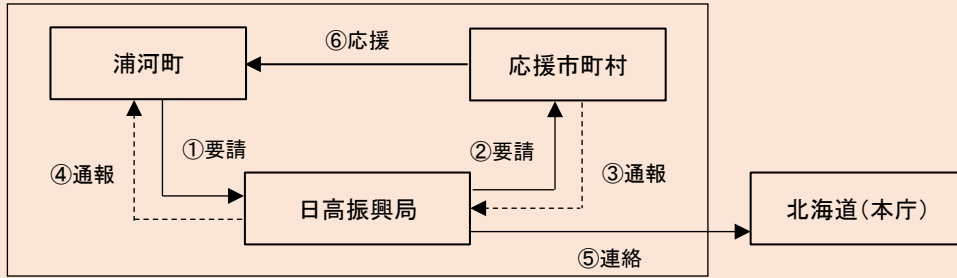 ⑥応援
浦河町
応援市町村
①要請
②要請
④通報
③通報
日高振興局
北海道(本庁)
⑤連絡